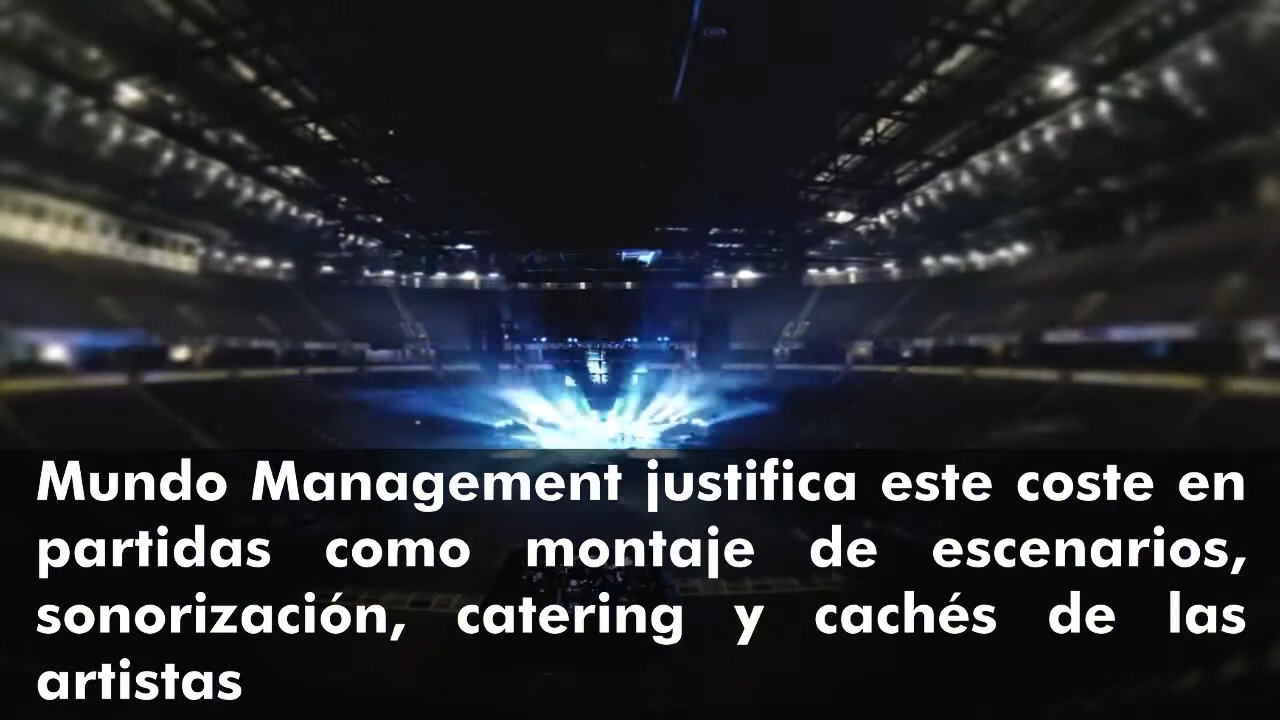 Mundo Management justifica este coste en
partidas como montaje de escenarios,
sonorización, catering y cachés de las
artistas